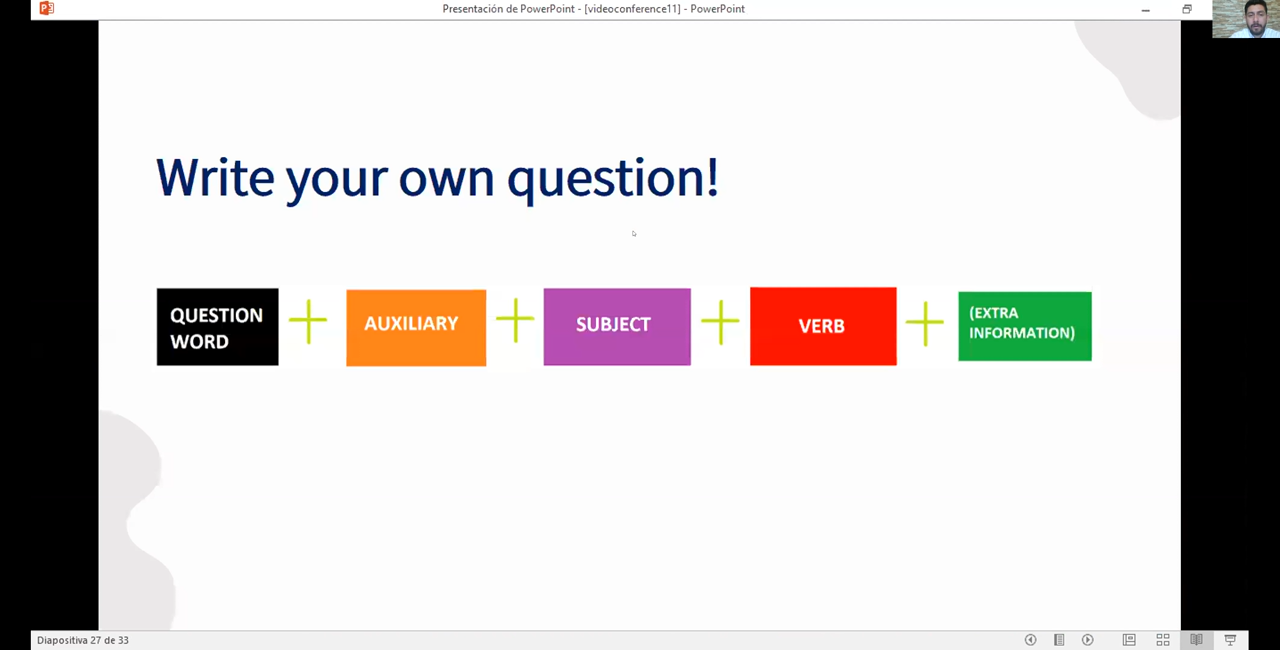 Presentación de PowerPoint - [videoconference11] - PowerPoint
Write your own question!
QUESTION
WORD
AUXILIARY
SUBJECT
VERB
(EXTRA
INFORMATION)
Diapositiva 27 de 33